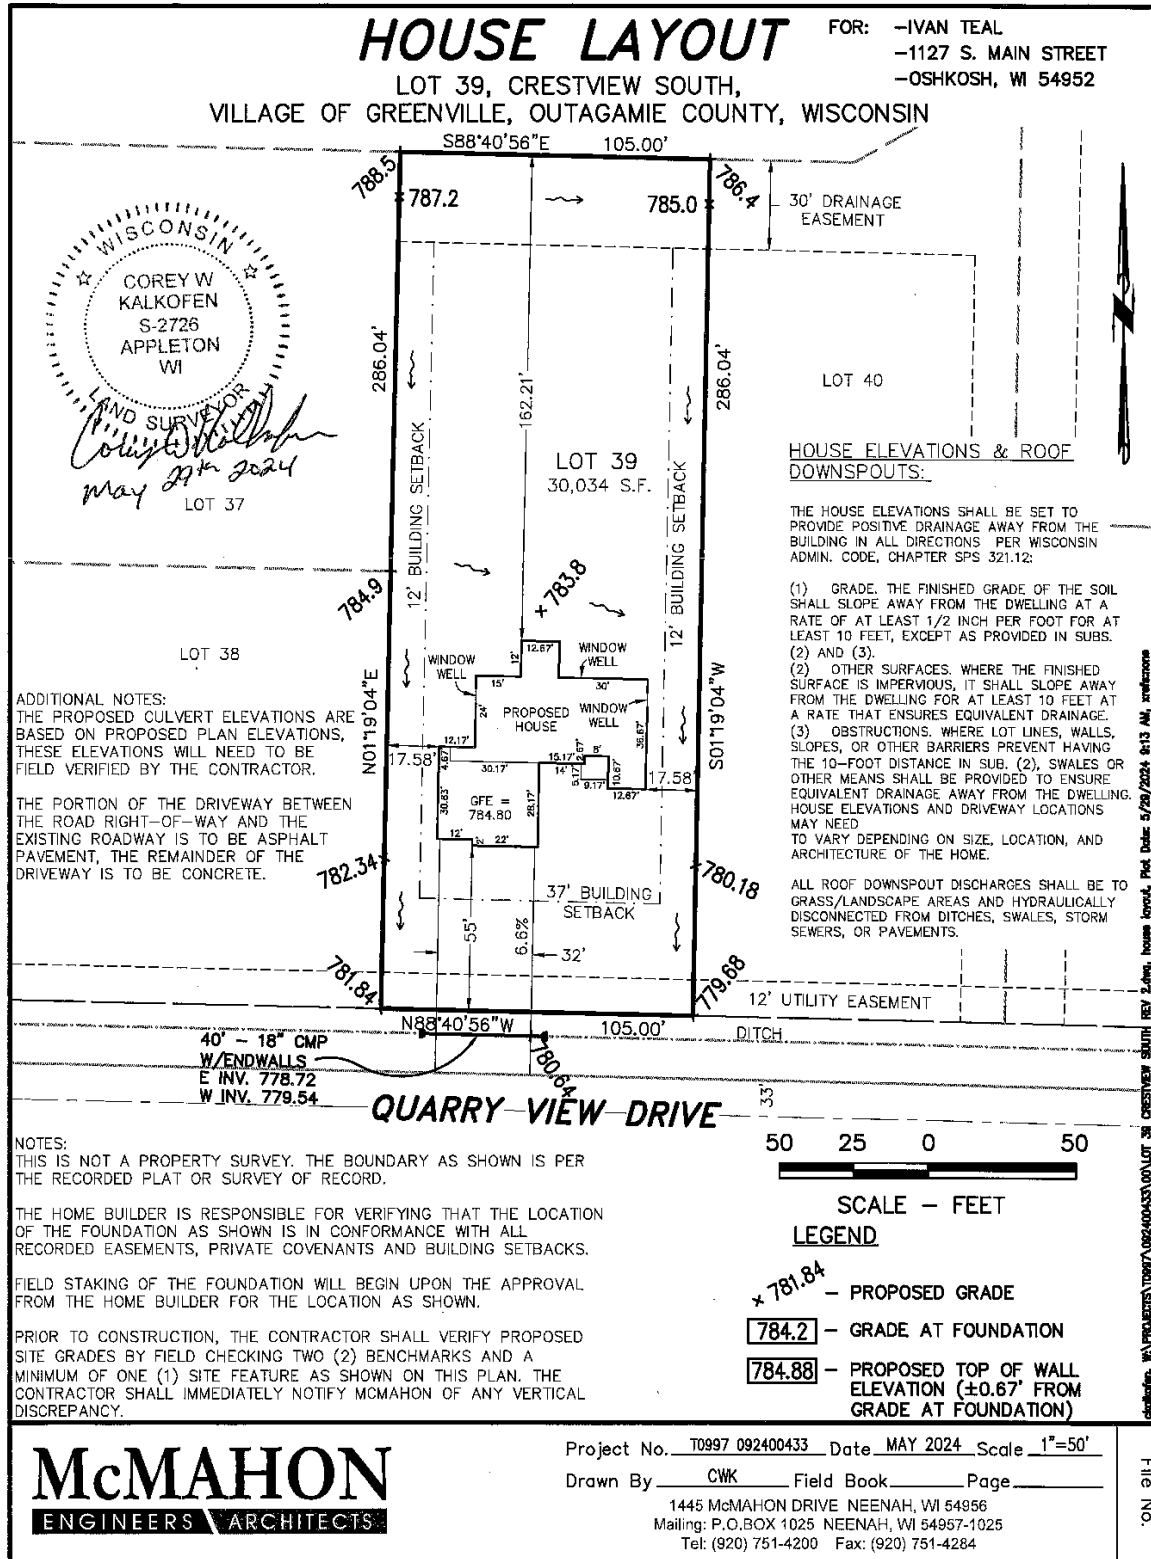 HOUSE LAYOUT
LOT 39, CRESTVIEW SOUTH,
VILLAGE OF GREENVILLE, OUTAGAMIE COUNTY, WISCONSIN
FOR: -IVAN TEAL
-1127 S. MAIN STREET
-OSHKOSH, WI 54952
S88°40'56"E 105.00'
788.5
787.2
785.0
786.4
30' DRAINAGE
EASEMENT
WISCONSIN
COREY W
KALKOFEN
S-2726
APPLETON
WI
LAND SURVEYOR
May 29th 2024
LOT 37
286.04'
162.21'
286.04'
LOT 40
LOT 39
30,034 S.F.
12' BUILDING SETBACK
12' BUILDING SETBACK
784.9
783.8
LOT 38
N01°19'04"E
S01°19'04"W
HOUSE ELEVATIONS & ROOF
DOWNSPOUTS:
THE HOUSE ELEVATIONS SHALL BE SET TO
PROVIDE POSITIVE DRAINAGE AWAY FROM THE
BUILDING IN ALL DIRECTIONS PER WISCONSIN
ADMIN. CODE, CHAPTER SPS 321.12:
(1) GRADE. THE FINISHED GRADE OF THE SOIL
SHALL SLOPE AWAY FROM THE DWELLING AT A
RATE OF AT LEAST 1/2 INCH PER FOOT FOR AT
LEAST 10 FEET, EXCEPT AS PROVIDED IN SUBS.
(2) AND (3).
(2) OTHER SURFACES. WHERE THE FINISHED
SURFACE IS IMPERVIOUS, IT SHALL SLOPE AWAY
FROM THE DWELLING FOR AT LEAST 10 FEET AT
A RATE THAT ENSURES EQUIVALENT DRAINAGE.
(3) OBSTRUCTIONS. WHERE LOT LINES, WALLS,
SLOPES, OR OTHER BARRIERS PREVENT HAVING
THE 10-FOOT DISTANCE IN SUB. (2), SWALES OR
OTHER MEANS SHALL BE PROVIDED TO ENSURE
EQUIVALENT DRAINAGE AWAY FROM THE DWELLING.
HOUSE ELEVATIONS AND DRIVEWAY LOCATIONS
MAY NEED
TO VARY DEPENDING ON SIZE, LOCATION, AND
ARCHITECTURE OF THE HOME.
ALL ROOF DOWNSPOUT DISCHARGES SHALL BE TO
GRASS/LANDSCAPE AREAS AND HYDRAULICALLY
DISCONNECTED FROM DITCHES, SWALES, STORM
SEWERS, OR PAVEMENTS.
ADDITIONAL NOTES:
THE PROPOSED CULVERT ELEVATIONS ARE
BASED ON PROPOSED PLAN ELEVATIONS,
THESE ELEVATIONS WILL NEED TO BE
FIELD VERIFIED BY THE CONTRACTOR.
THE PORTION OF THE DRIVEWAY BETWEEN
THE ROAD RIGHT-OF-WAY AND THE
EXISTING ROADWAY IS TO BE ASPHALT
PAVEMENT, THE REMAINDER OF THE
DRIVEWAY IS TO BE CONCRETE.
12.67'
12'
WINDOW
WELL
WINDOW
WELL
15'
30'
24'
PROPOSED
HOUSE
WINDOW
WELL
36.67'
12.17'
17.58'
4.67'
30.17'
15.17'
2.67'
8'
14'
5.17'
9.17'
10.67'
12.67'
17.58'
30.63'
GFE =
784.80
28.17'
12'
2'
22'
782.34
780.18
37' BUILDING
SETBACK
55'
6.6%
32'
781.84
779.68
12' UTILITY EASEMENT
N88°40'56"W 105.00'
DITCH
40' - 18" CMP
W/ENDWALLS
E INV. 778.72
W INV. 779.54
780.64
33'
QUARRY VIEW DRIVE
NOTES:
THIS IS NOT A PROPERTY SURVEY. THE BOUNDARY AS SHOWN IS PER
THE RECORDED PLAT OR SURVEY OF RECORD.
THE HOME BUILDER IS RESPONSIBLE FOR VERIFYING THAT THE LOCATION
OF THE FOUNDATION AS SHOWN IS IN CONFORMANCE WITH ALL
RECORDED EASEMENTS, PRIVATE COVENANTS AND BUILDING SETBACKS.
FIELD STAKING OF THE FOUNDATION WILL BEGIN UPON THE APPROVAL
FROM THE HOME BUILDER FOR THE LOCATION AS SHOWN.
PRIOR TO CONSTRUCTION, THE CONTRACTOR SHALL VERIFY PROPOSED
SITE GRADES BY FIELD CHECKING TWO (2) BENCHMARKS AND A
MINIMUM OF ONE (1) SITE FEATURE AS SHOWN ON THIS PLAN. THE
CONTRACTOR SHALL IMMEDIATELY NOTIFY MCMAHON OF ANY VERTICAL
DISCREPANCY.
50 25 0 50
SCALE - FEET
LEGEND
x 781.84 - PROPOSED GRADE
784.2 - GRADE AT FOUNDATION
784.88 - PROPOSED TOP OF WALL
ELEVATION (±0.67' FROM
GRADE AT FOUNDATION)
McMAHON
ENGINEERS ARCHITECTS
Project No. T0997 092400433 Date MAY 2024 Scale 1"=50'
Drawn By CWK Field Book Page
1445 McMAHON DRIVE NEENAH, WI 54956
Mailing: P.O.BOX 1025 NEENAH, WI 54957-1025
Tel: (920) 751-4200 Fax: (920) 751-4284
File No.
W:\PROJECTS\T0997\092400433\00\LOT 39 CRESTVIEW SOUTH REV 2.dwg, house layout, Plot Date: 5/29/2024 8:13 AM,